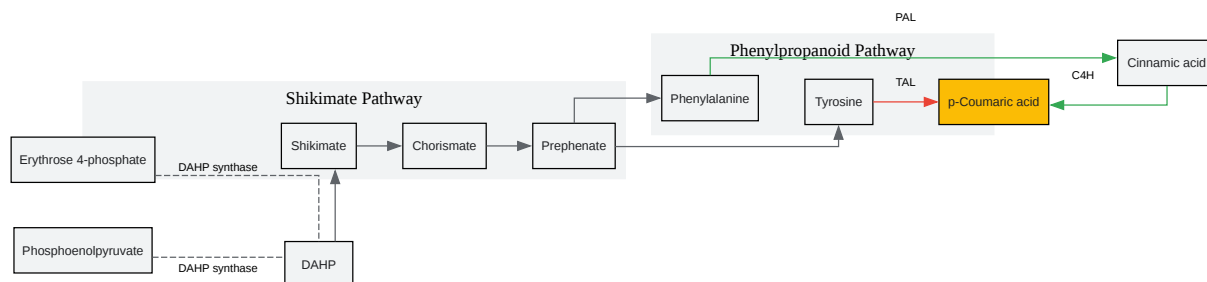 PAL
Phenylpropanoid Pathway
Cinnamic acid
C4H
TAL
Phenylalanine
Tyrosine
p-Coumaric acid
Shikimate Pathway
Shikimate
Chorismate
Prephenate
Erythrose 4-phosphate
DAHP synthase
Phosphoenolpyruvate
DAHP synthase
DAHP